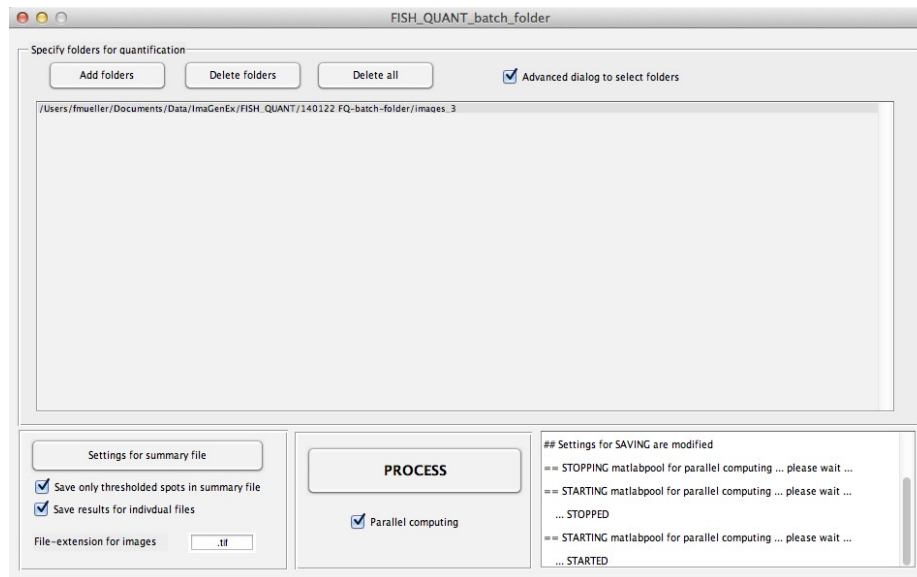 FISH_QUANT_batch_folder
Specify folders for quantification
Add folders
Delete folders
Delete all
Advanced dialog to select folders
/Users/fmueller/Documents/Data/ImaGenEx/FISH_QUANT/140122 FQ-batch-folder/images_3
Settings for summary file
Save only thresholded spots in summary file
Save results for indivdual files
File-extension for images
.tif
PROCESS
Parallel computing
## Settings for SAVING are modified
== STOPPING matlabpool for parallel computing ... please wait ...
== STARTING matlabpool for parallel computing ... please wait ...
... STOPPED
== STARTING matlabpool for parallel computing ... please wait ...
... STARTED